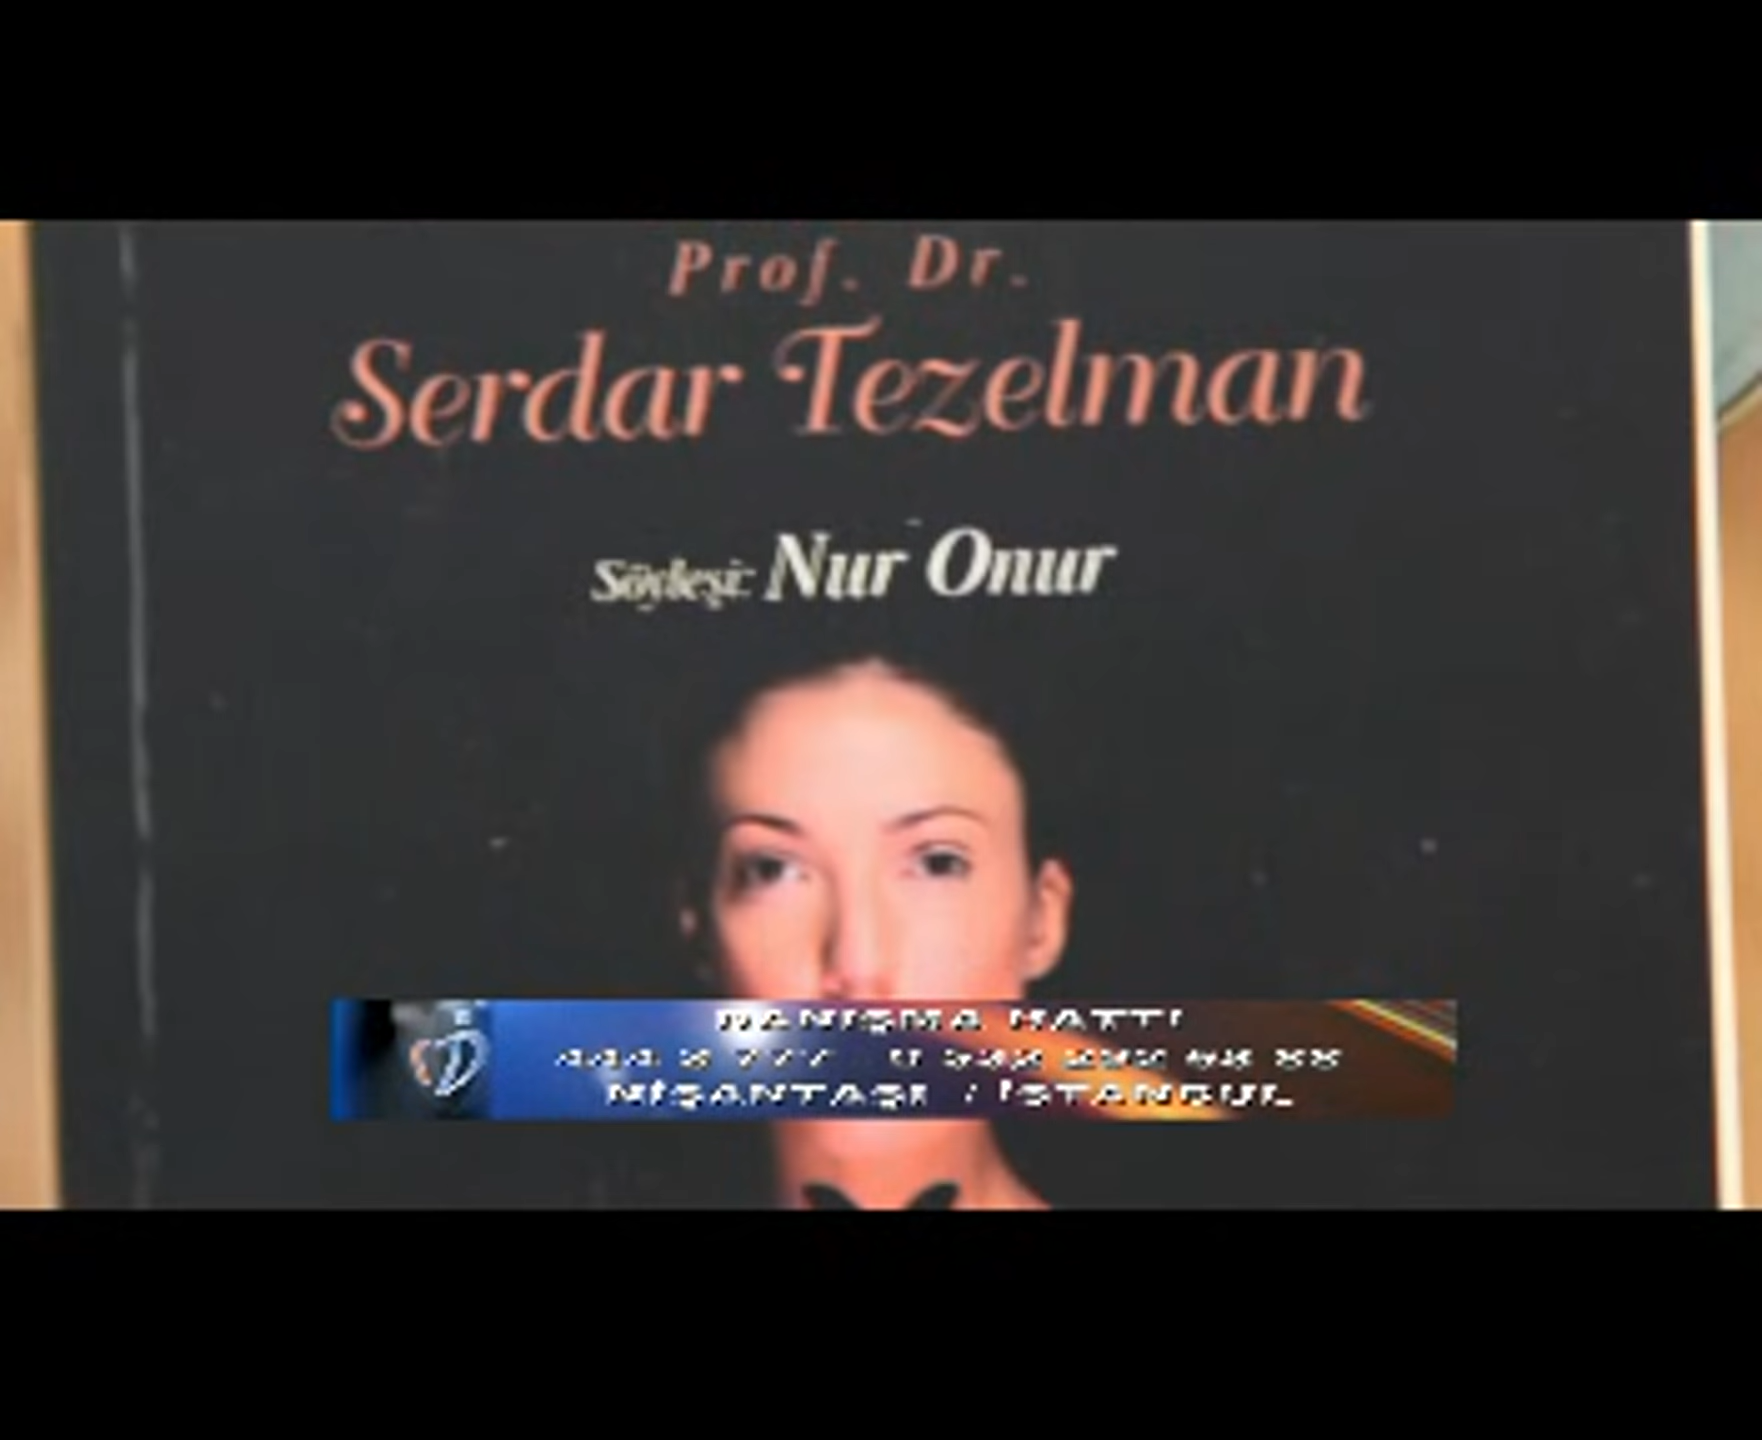 Prof. Dr.
Serdar Tezelman
Söyleşi: Nur Onur
DANIŞMA HATTI
NİŞANTAŞI / İSTANBUL